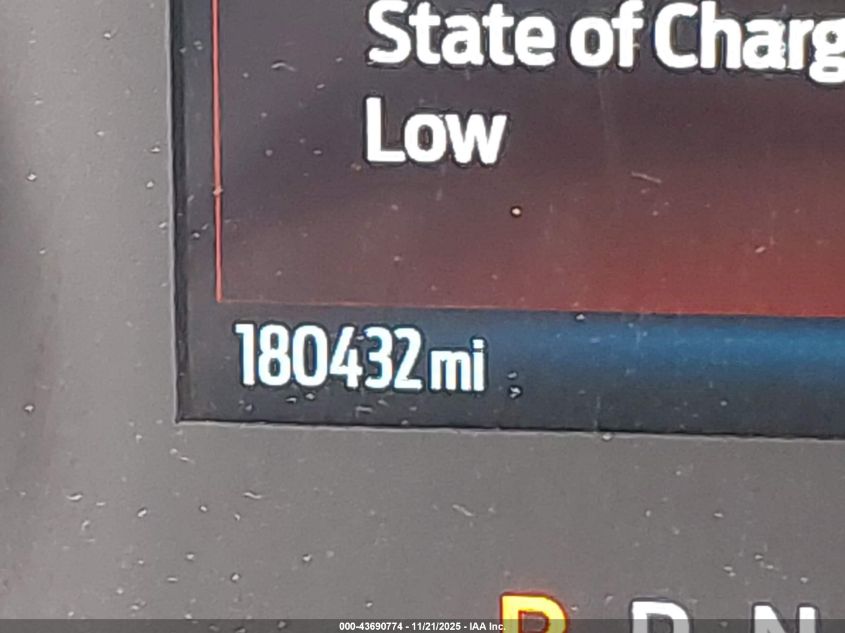 State of Charg
Low
180432 mi
P R N
000-43690774 - 11/21/2025 - IAA Inc.